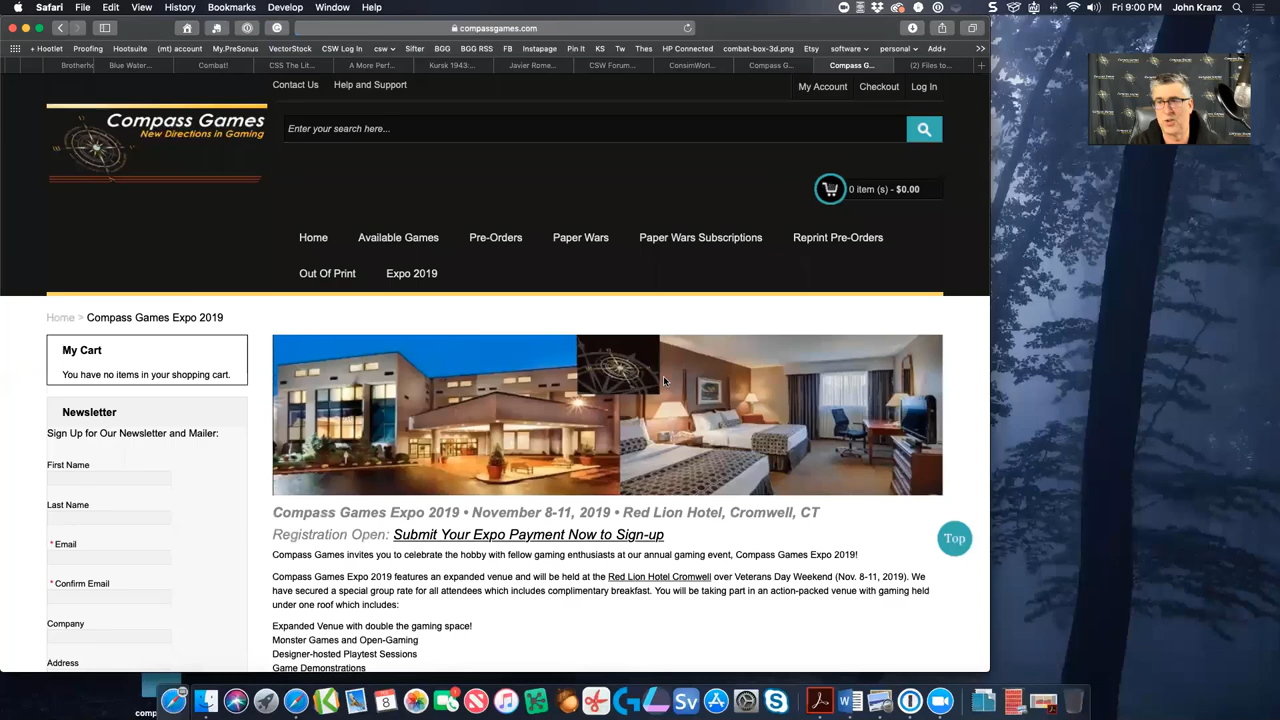 Safari File Edit View History Bookmarks Develop Window Help
Fri 9:00 PM John Kranz
compassgames.com
+ Hootlet Proofing Hootsuite (mt) account My.PreSonus VectorStock CSW Log In csw Sifter BGG BGG RSS FB Instapage Pin It KS Tw Thes HP Connected combat-box-3d.png Etsy software personal Add+ >>
Brotherh Blue Water... Combat! CSS The Lit... A More Perf... Kursk 1943:... Javier Rome... CSW Forum... ConsimWorl... Compass G... Compass G... (2) Files to...
Contact Us Help and Support
My Account Checkout Log In
Compass Games
New Directions in Gaming
Enter your search here...
0 item (s) - $0.00
Home Available Games Pre-Orders Paper Wars Paper Wars Subscriptions Reprint Pre-Orders
Out Of Print Expo 2019
Home > Compass Games Expo 2019
My Cart
You have no items in your shopping cart.
Newsletter
Sign Up for Our Newsletter and Mailer:
First Name
Last Name
* Email
* Confirm Email
Company
Address
Compass Games Expo 2019 • November 8-11, 2019 • Red Lion Hotel, Cromwell, CT
Registration Open: Submit Your Expo Payment Now to Sign-up
Compass Games invites you to celebrate the hobby with fellow gaming enthusiasts at our annual gaming event, Compass Games Expo 2019!
Compass Games Expo 2019 features an expanded venue and will be held at the Red Lion Hotel Cromwell over Veterans Day Weekend (Nov. 8-11, 2019). We
have secured a special group rate for all attendees which includes complimentary breakfast. You will be taking part in an action-packed venue with gaming held
under one roof which includes:
Expanded Venue with double the gaming space!
Monster Games and Open-Gaming
Designer-hosted Playtest Sessions
Game Demonstrations
Top
8
Sv
comp